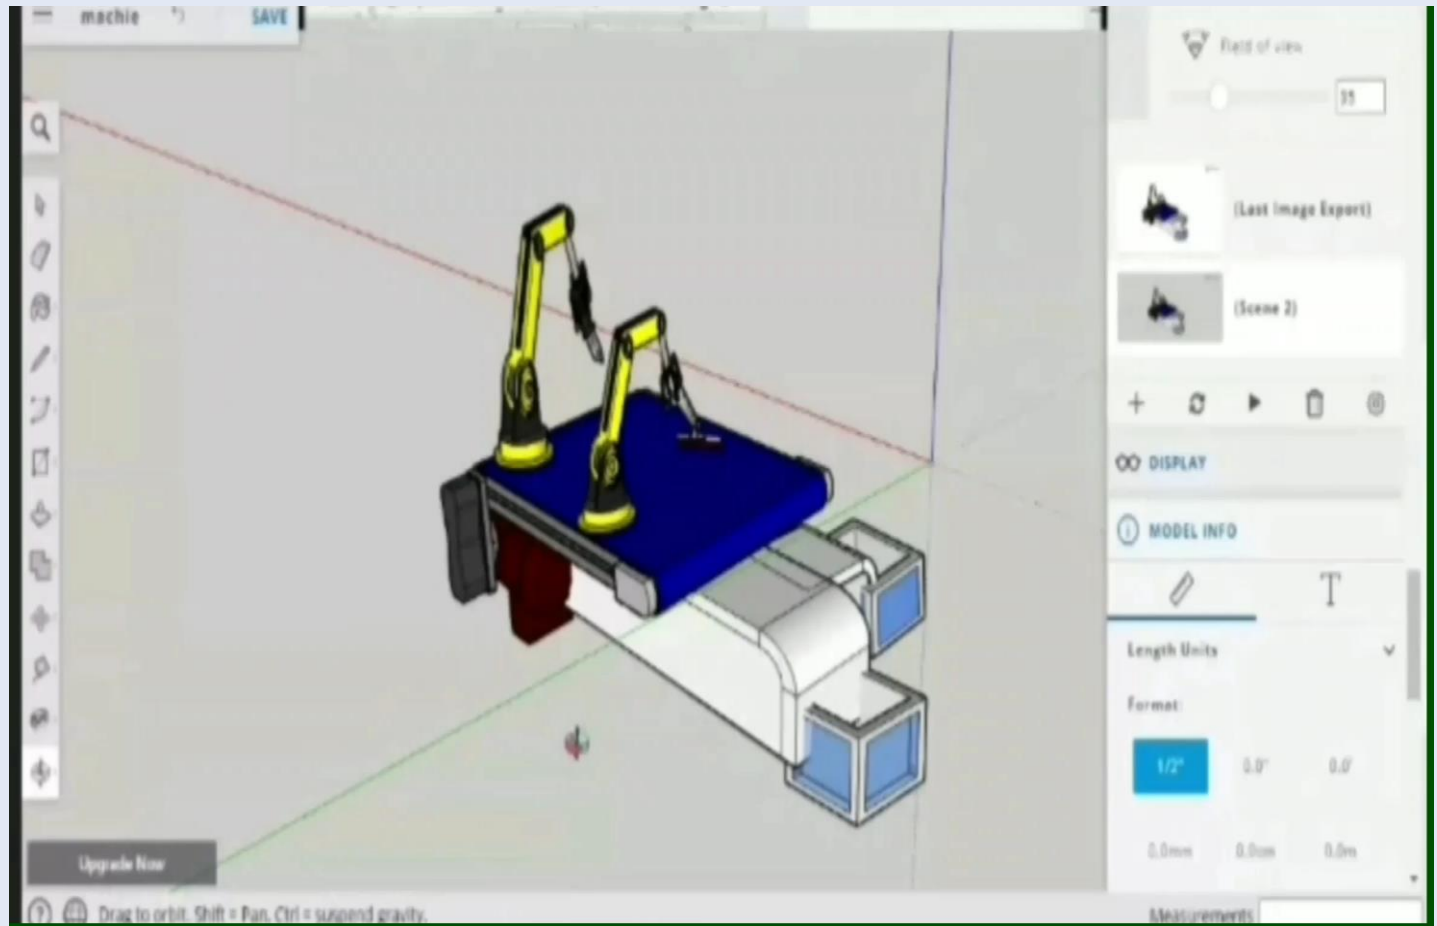 machie
SAVE
Field of view
35
(Last Image Export)
(Scene 2)
DISPLAY
MODEL INFO
T
Length Units
Format:
1/2"
0.0"
0.0'
0.0mm
0.0cm
0.0m
Upgrade Now
Drag to orbit. Shift = Pan, Ctrl = suspend gravity.
Measurements